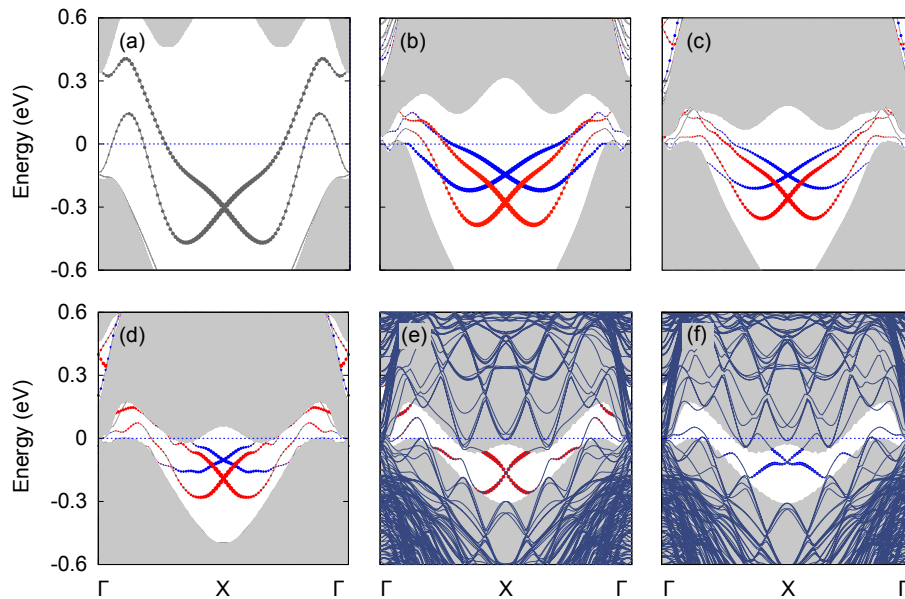 0.6
(a)
(b)
(c)
0.3
0
-0.3
-0.6
Energy (eV)
0.6
(d)
(e)
(f)
0.3
0
-0.3
-0.6
Energy (eV)
Γ X Γ Γ X Γ Γ X Γ